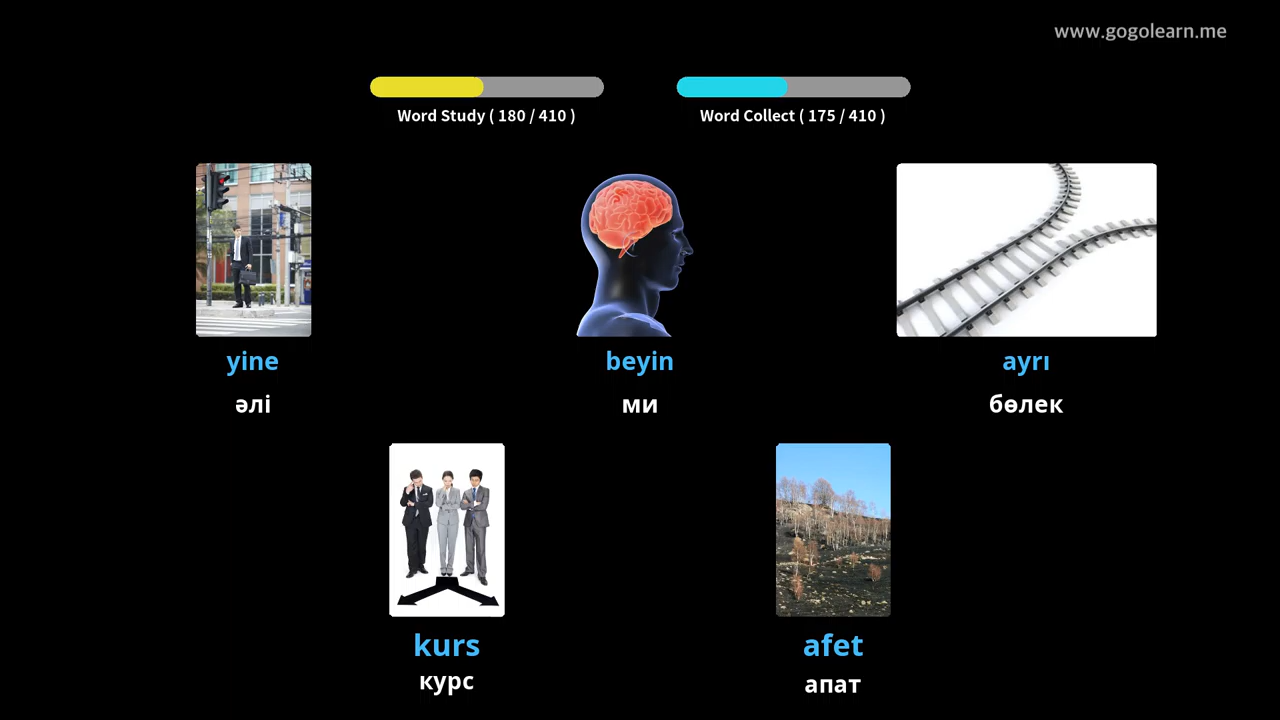 www.gogolearn.me
Word Study ( 180 / 410 )
Word Collect ( 175 / 410 )
yine
әлі
beyin
ми
ayrı
бөлек
kurs
курс
afet
апат